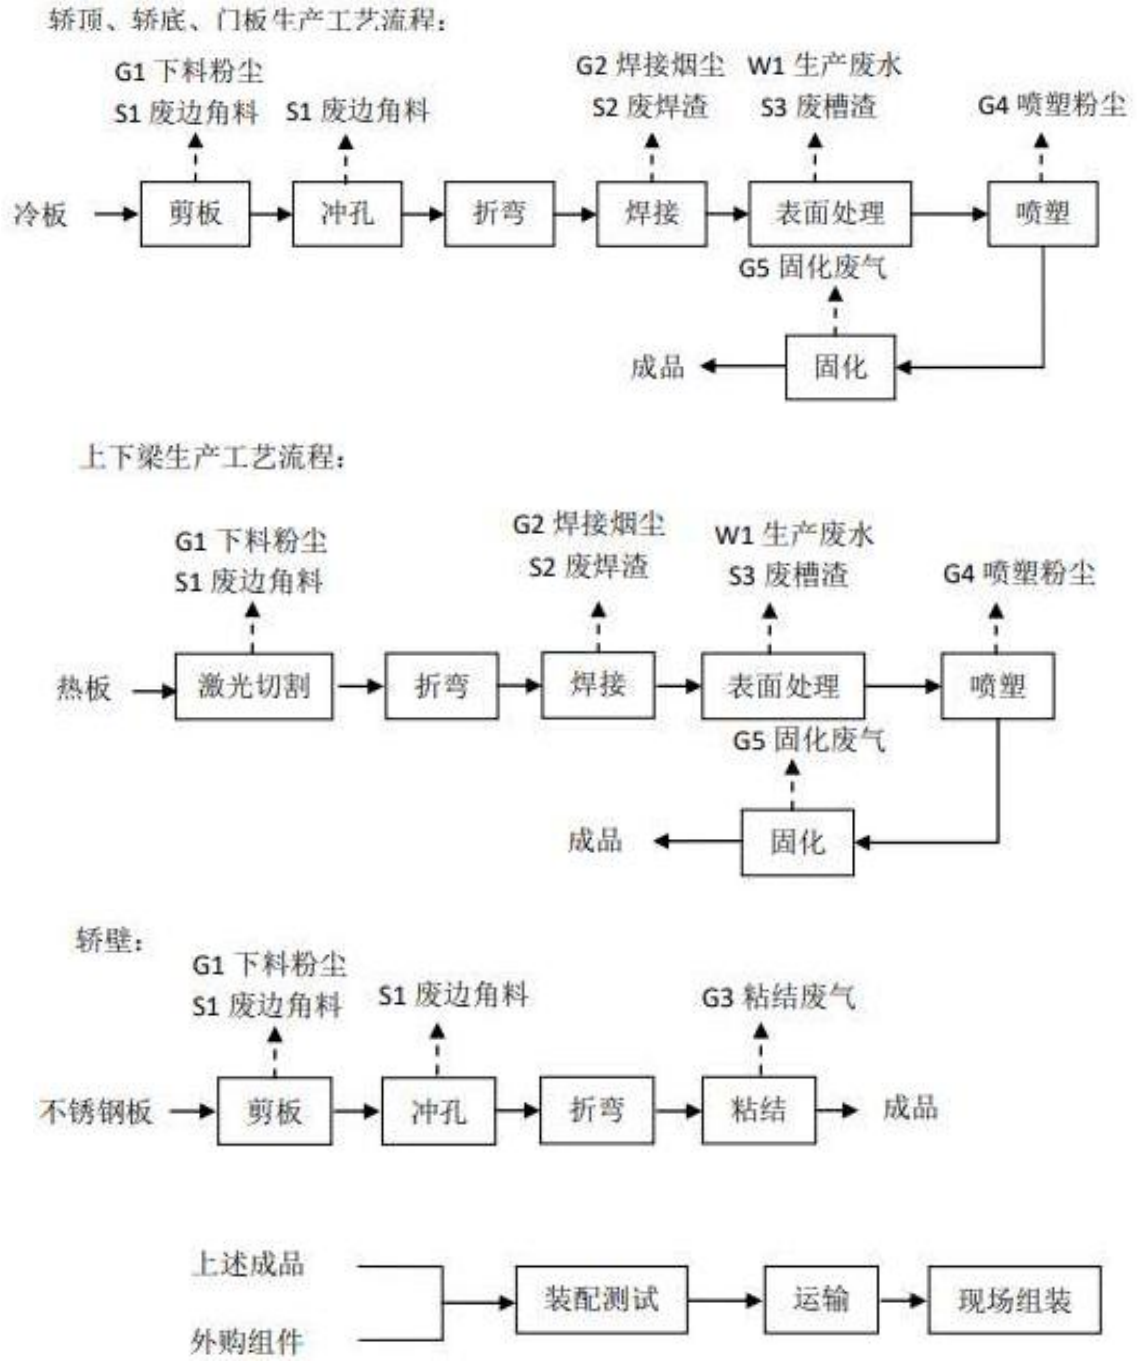 轿顶、轿底、门板生产工艺流程：
G1 下料粉尘
S1 废边角料
S1 废边角料
G2 焊接烟尘
S2 废焊渣
W1 生产废水
S3 废槽渣
G4 喷塑粉尘
冷板
剪板
冲孔
折弯
焊接
表面处理
喷塑
G5 固化废气
成品
固化
上下梁生产工艺流程：
G1 下料粉尘
S1 废边角料
G2 焊接烟尘
S2 废焊渣
W1 生产废水
S3 废槽渣
G4 喷塑粉尘
热板
激光切割
折弯
焊接
表面处理
喷塑
G5 固化废气
成品
固化
轿壁：
G1 下料粉尘
S1 废边角料
S1 废边角料
G3 粘结废气
不锈钢板
剪板
冲孔
折弯
粘结
成品
上述成品
外购组件
装配测试
运输
现场组装